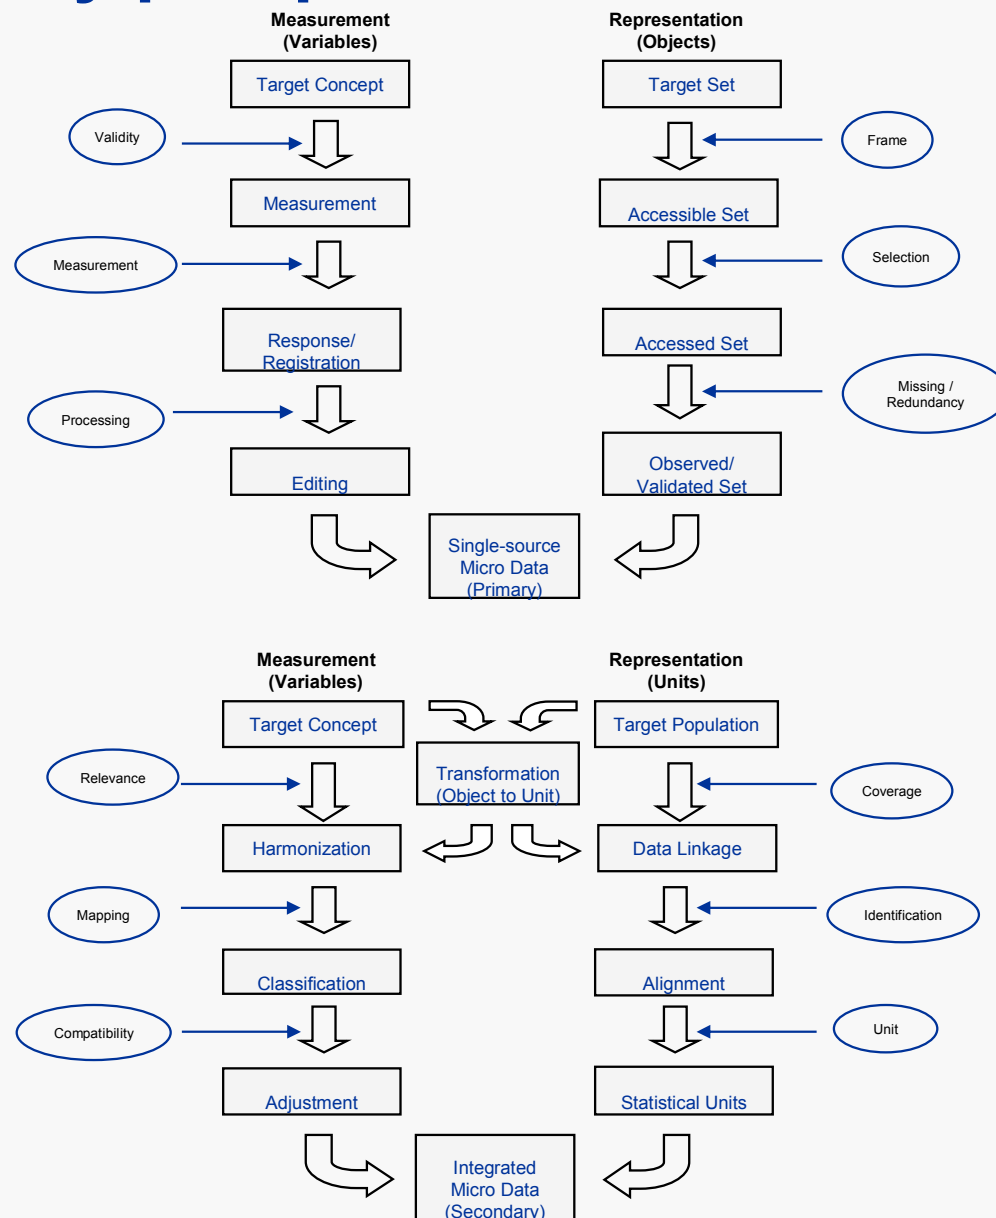 Measurement
(Variables)
Representation
(Objects)
Target Concept
Target Set
Validity
Frame
Measurement
Accessible Set
Measurement
Selection
Response/
Registration
Accessed Set
Processing
Missing /
Redundancy
Editing
Observed/
Validated Set
Single-source
Micro Data
(Primary)
Measurement
(Variables)
Representation
(Units)
Target Concept
Target Population
Transformation
(Object to Unit)
Relevance
Coverage
Harmonization
Data Linkage
Mapping
Identification
Classification
Alignment
Compatibility
Unit
Adjustment
Statistical Units
Integrated
Micro Data
(Secondary)